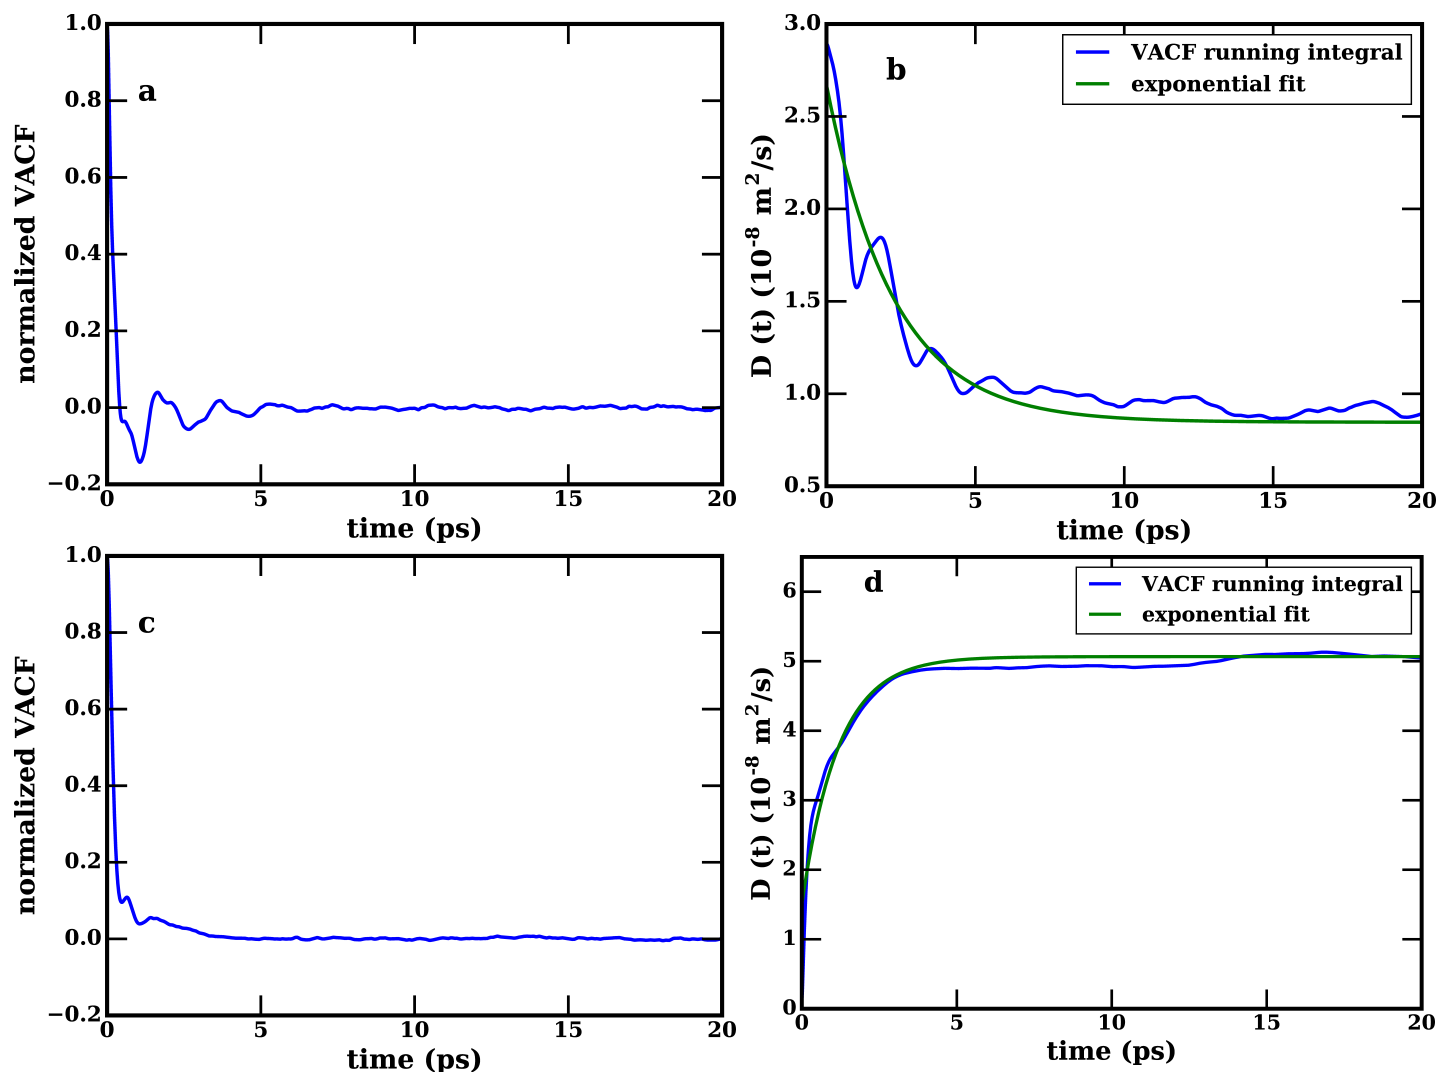 normalized VACF
1.0
0.8
0.6
0.4
0.2
0.0
−0.2
a
0 5 10 15 20
time (ps)
D (t) (10-8 m2/s)
3.0
2.5
2.0
1.5
1.0
0.5
b
VACF running integral
exponential fit
0 5 10 15 20
time (ps)
normalized VACF
1.0
0.8
0.6
0.4
0.2
0.0
−0.2
c
0 5 10 15 20
time (ps)
D (t) (10-8 m2/s)
6
5
4
3
2
1
0
d
VACF running integral
exponential fit
0 5 10 15 20
time (ps)